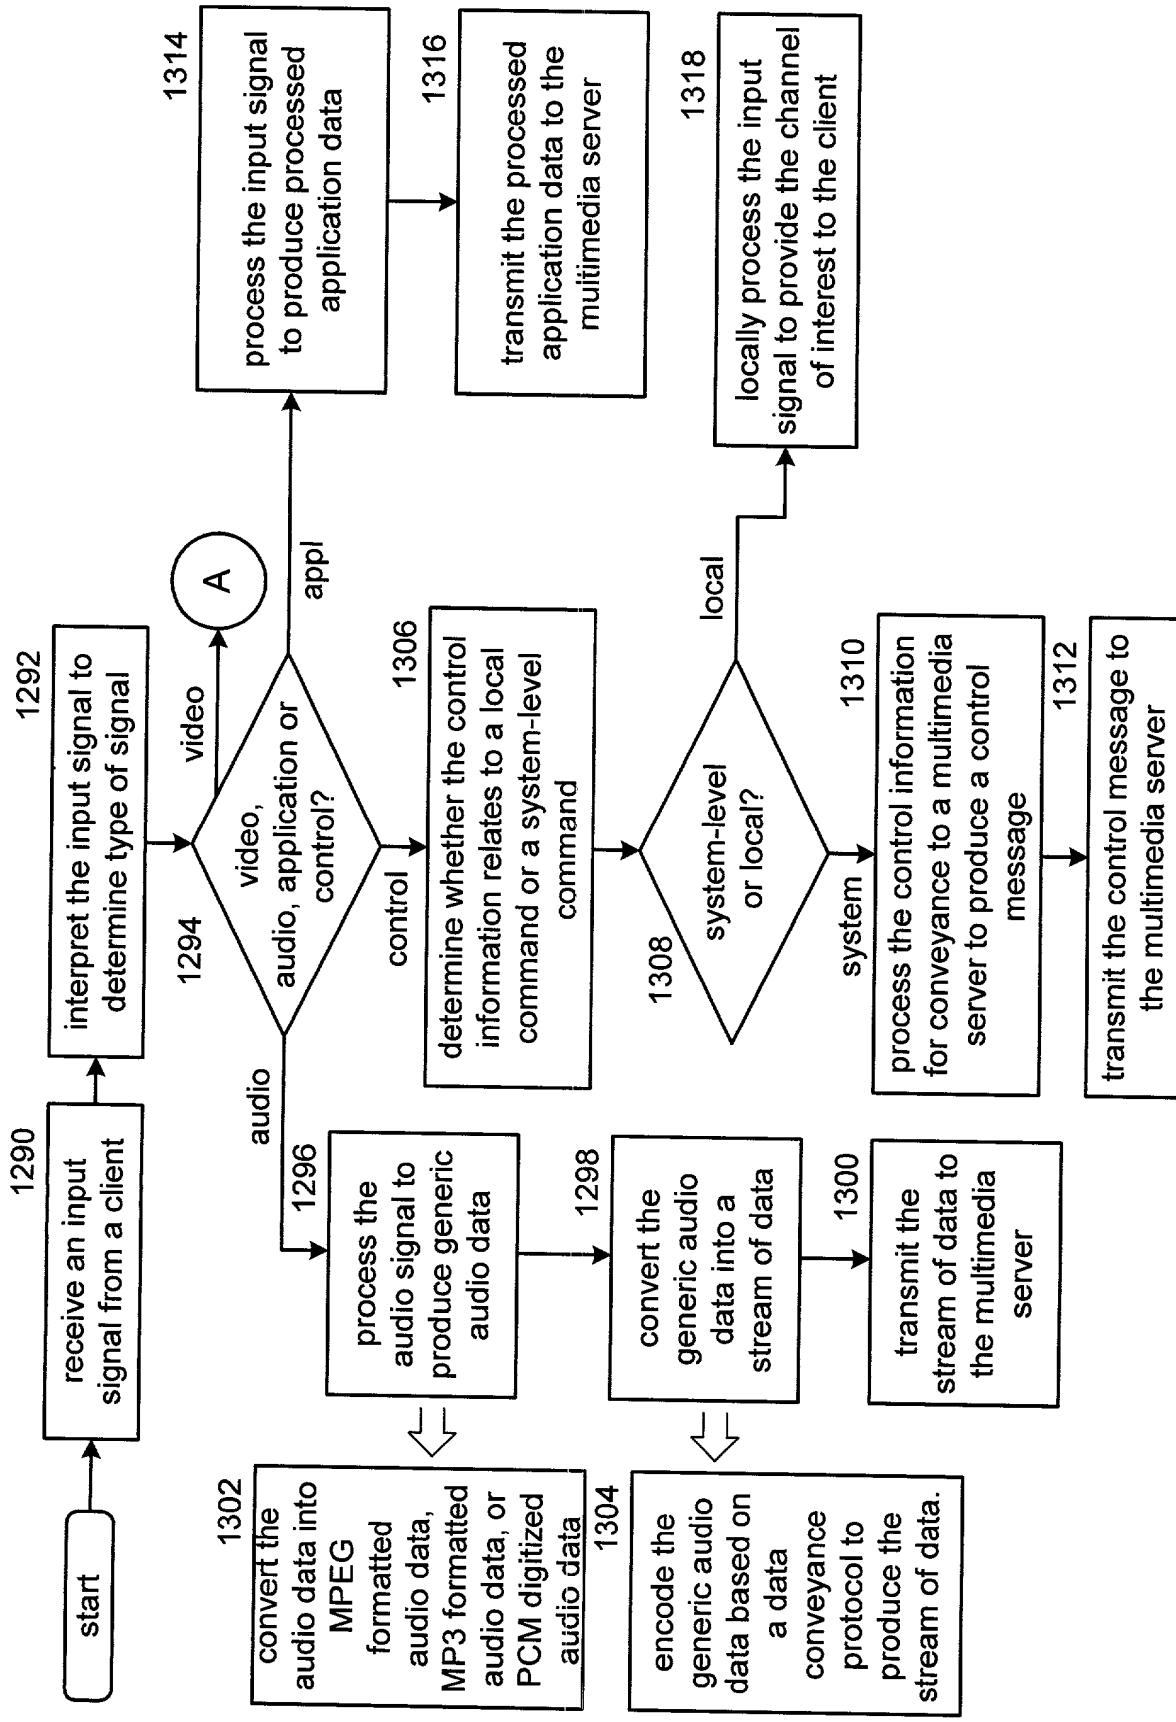 start
1290
receive an input
signal from a client
1292
interpret the input signal to
determine type of signal
1294
video,
audio, application or
control?
video
A
appl
1314
process the input signal
to produce processed
application data
1316
transmit the processed
application data to the
multimedia server
audio
1296
process the
audio signal to
produce generic
audio data
1302
convert the
audio data into
MPEG
formatted
audio data,
MP3 formatted
audio data, or
PCM digitized
audio data
1298
convert the
generic audio
data into a
stream of data
1304
encode the
generic audio
data based on
a data
conveyance
protocol to
produce the
stream of data.
1300
transmit the
stream of data to
the multimedia
server
control
1306
determine whether the control
information relates to a local
command or a system-level
command
1308
system-level
or local?
local
1318
locally process the input
signal to provide the channel
of interest to the client
system
1310
process the control information
for conveyance to a multimedia
server to produce a control
message
1312
transmit the control message to
the multimedia server